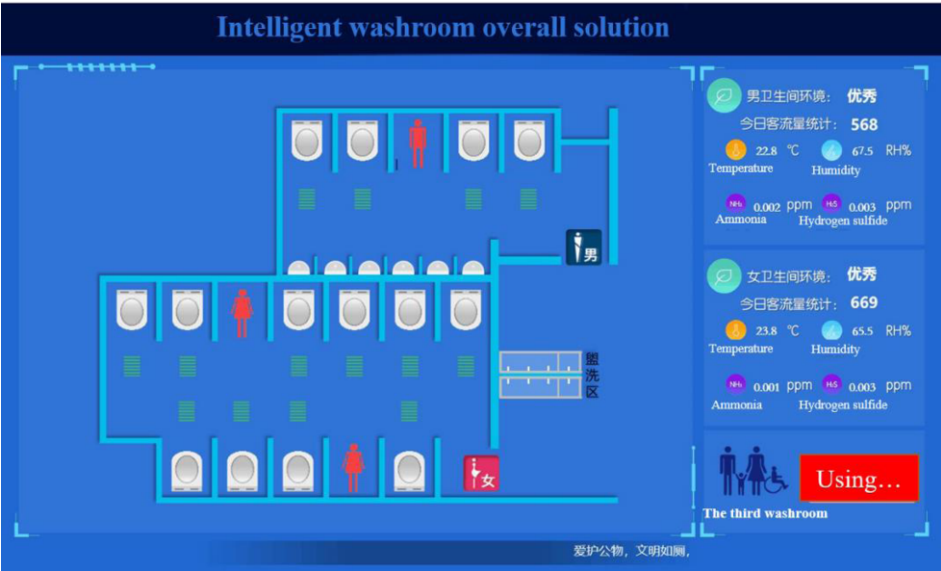 Intelligent washroom overall solution
男卫生间环境: 优秀
今日客流量统计: 568
22.8 ℃ 67.5 RH%
Temperature Humidity
NH₃ 0.002 ppm H₂S 0.003 ppm
Ammonia Hydrogen sulfide
男
女卫生间环境: 优秀
今日客流量统计: 669
23.8 ℃ 65.5 RH%
Temperature Humidity
NH₃ 0.001 ppm H₂S 0.003 ppm
Ammonia Hydrogen sulfide
盥洗区
女
Using...
The third washroom
爱护公物, 文明如厕,